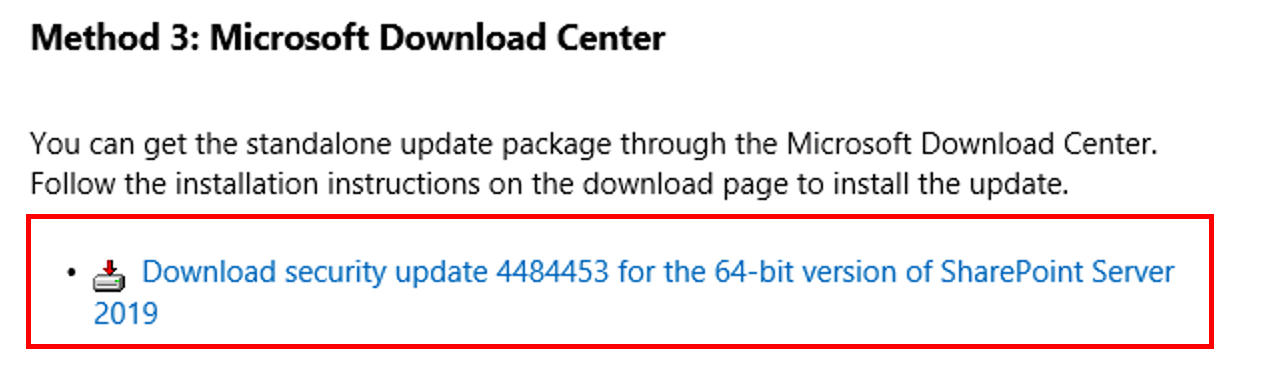 Method 3: Microsoft Download Center
You can get the standalone update package through the Microsoft Download Center.
Follow the installation instructions on the download page to install the update.
• Download security update 4484453 for the 64-bit version of SharePoint Server
2019